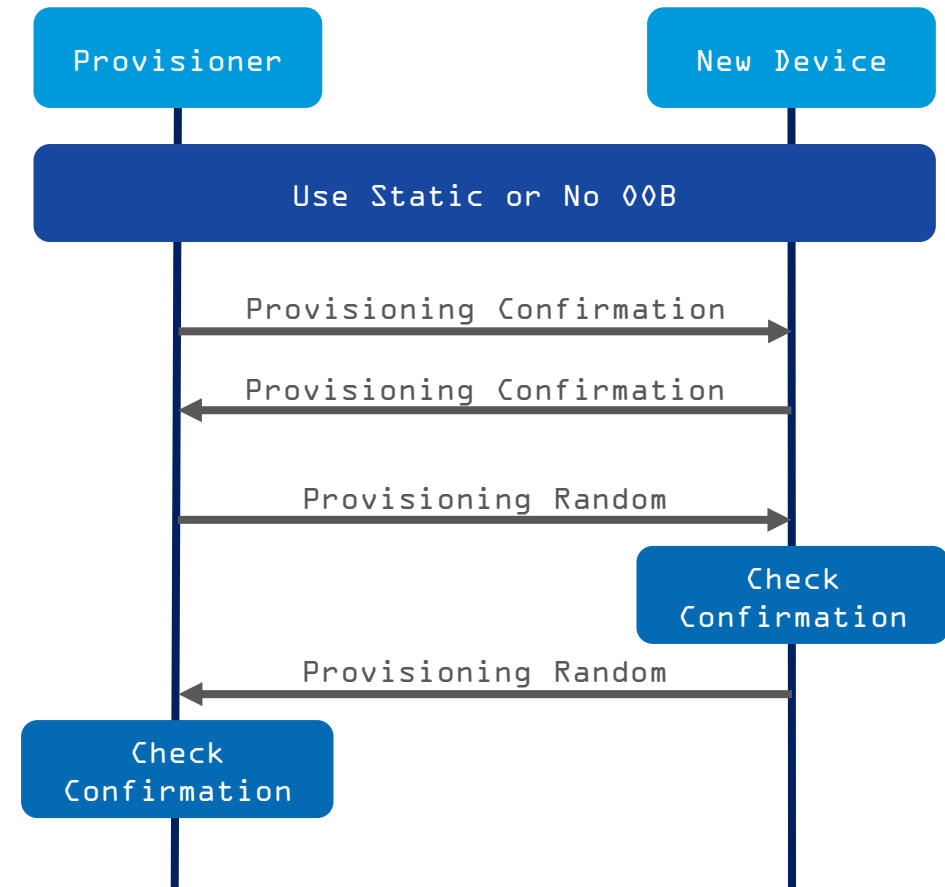 Provisioner
New Device
Use Static or No OOB
Provisioning Confirmation
Provisioning Confirmation
Provisioning Random
Check
Confirmation
Provisioning Random
Check
Confirmation